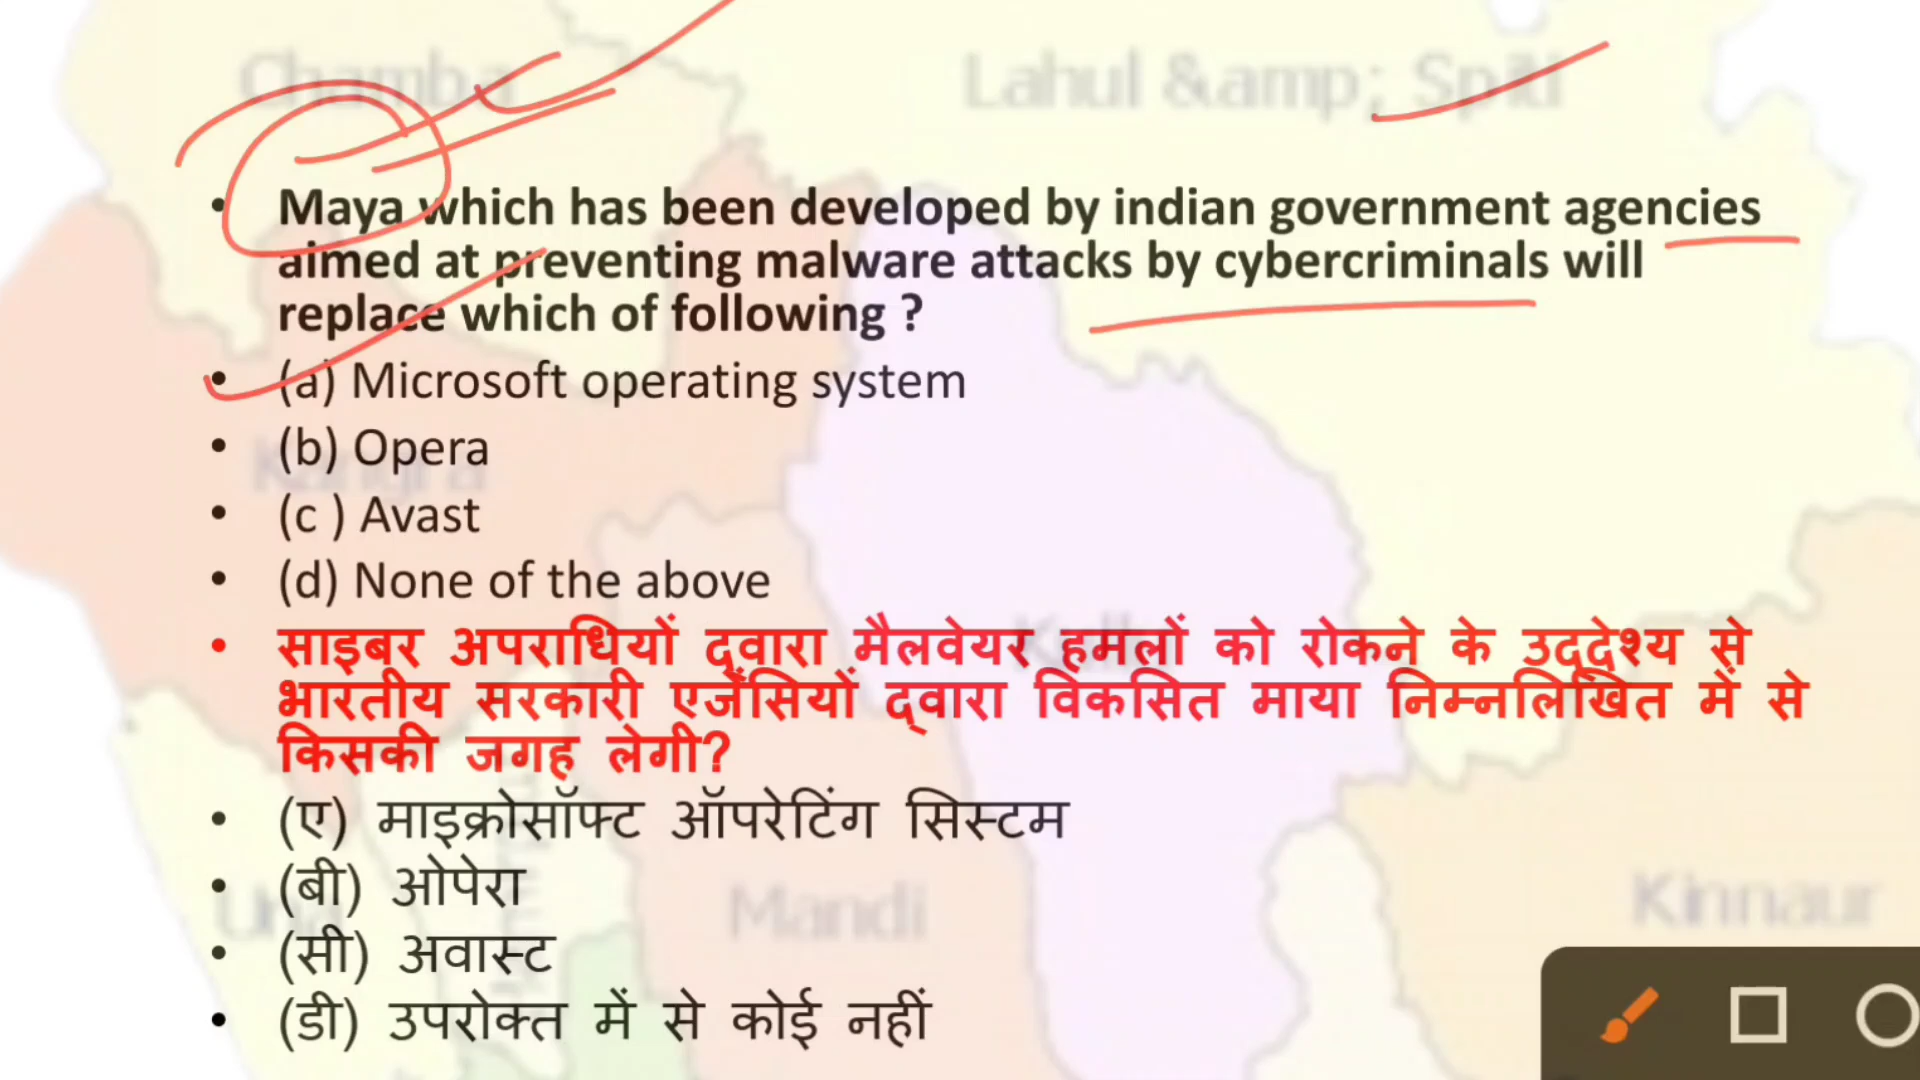 Chamba
Lahul &amp; Spiti
• Maya which has been developed by indian government agencies
aimed at preventing malware attacks by cybercriminals will
replace which of following ?
• (a) Microsoft operating system
• (b) Opera
Kangra
• (c ) Avast
• (d) None of the above
• साइबर अपराधियों द्वारा मैलवेयर हमलों को रोकने के उद्देश्य से
भारतीय सरकारी एजेंसियों द्वारा विकसित माया निम्नलिखित में से
किसकी जगह लेगी?
• (ए) माइक्रोसॉफ्ट ऑपरेटिंग सिस्टम
• (बी) ओपेरा
Una
Mandi
Kinnaur
• (सी) अवास्ट
• (डी) उपरोक्त में से कोई नहीं